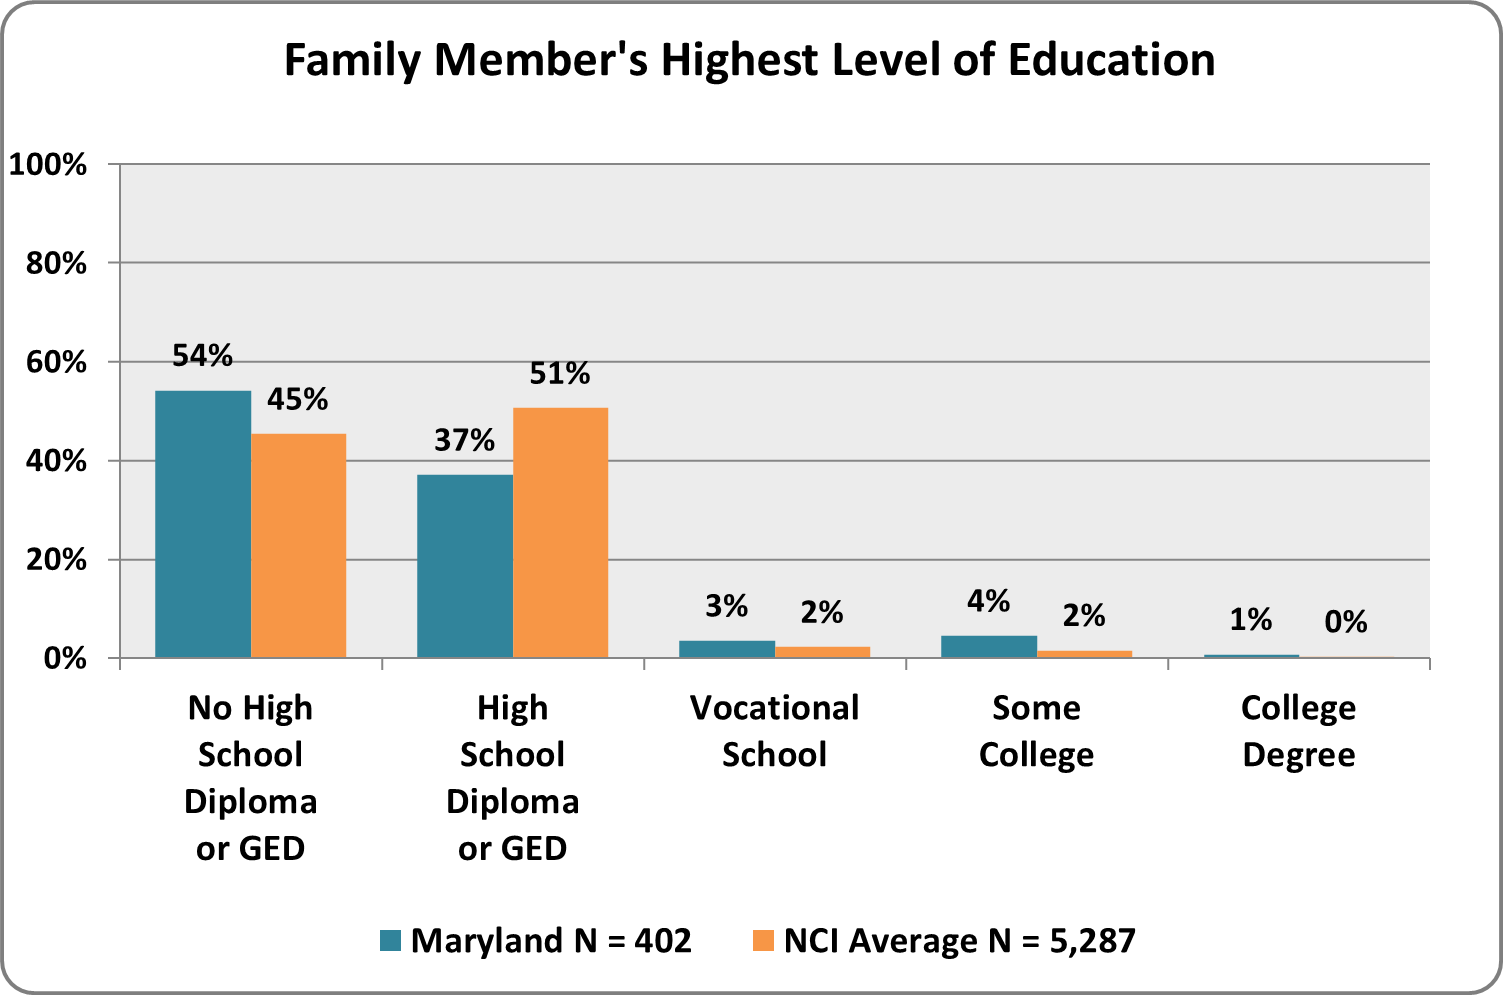 Family Member's Highest Level of Education
100%
80%
60%
40%
20%
0%
54%
45%
37%
51%
3%
2%
4%
2%
1%
0%
No High
School
Diploma
or GED
High
School
Diploma
or GED
Vocational
School
Some
College
College
Degree
Maryland N = 402
NCI Average N = 5,287